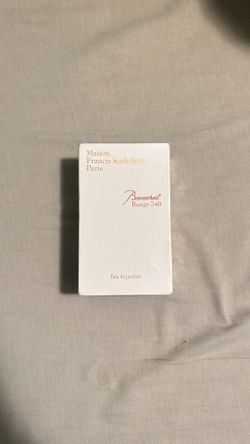 Maison
Francis Kurkdjian
Paris
Baccarat
Rouge 540
Eau de parfum